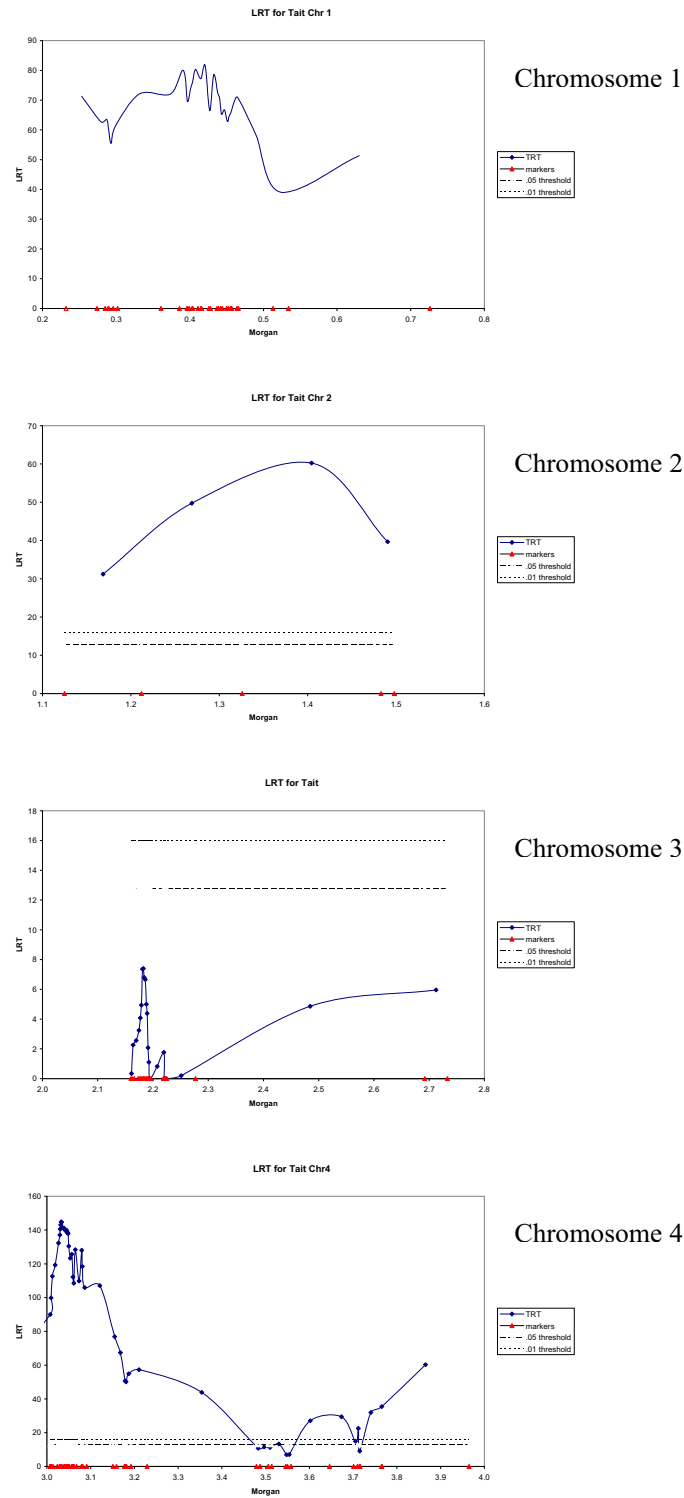 LRT for Tait Chr 1
Chromosome 1
90
80
70
60
50
40
30
20
10
0
LRT
0.2 0.3 0.4 0.5 0.6 0.7 0.8
Morgan
TRT
markers
.05 threshold
.01 threshold
LRT for Tait Chr 2
Chromosome 2
70
60
50
40
30
20
10
0
LRT
1.1 1.2 1.3 1.4 1.5 1.6
Morgan
TRT
markers
.05 threshold
.01 threshold
LRT for Tait
Chromosome 3
18
16
14
12
10
8
6
4
2
0
LRT
2.0 2.1 2.2 2.3 2.4 2.5 2.6 2.7 2.8
Morgan
TRT
markers
.05 threshold
.01 threshold
LRT for Tait Chr4
Chromosome 4
160
140
120
100
80
60
40
20
0
LRT
3.0 3.1 3.2 3.3 3.4 3.5 3.6 3.7 3.8 3.9 4.0
Morgan
TRT
markers
.05 threshold
.01 threshold